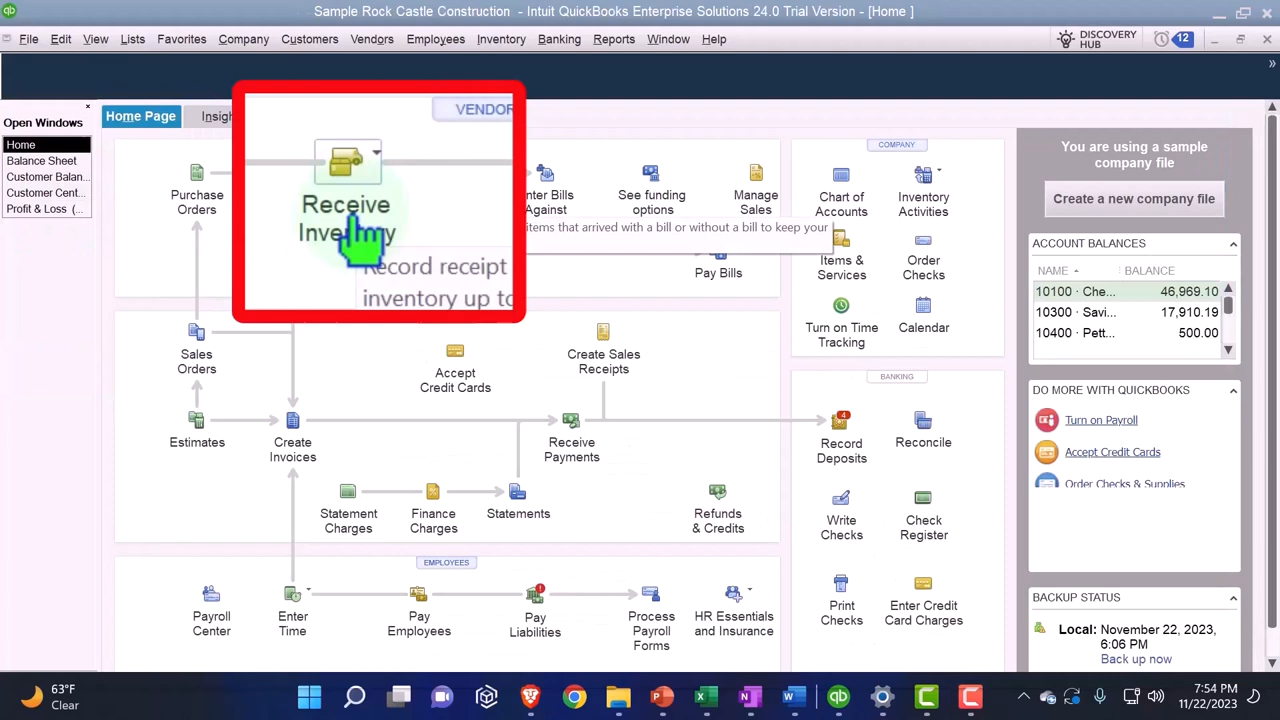 Sample Rock Castle Construction - Intuit QuickBooks Enterprise Solutions 24.0 Trial Version - [Home ]
File Edit View Lists Favorites Company Customers Vendors Employees Inventory Banking Reports Window Help
DISCOVERY
HUB
12
Open Windows
Home
Balance Sheet
Customer Balan...
Customer Cent...
Profit & Loss (...
Home Page
Insigh
VENDOR
Receive
Inventory
Record receipt
inventory up to
Purchase
Orders
nter Bills
Against
See funding
options
Manage
Sales
items that arrived with a bill or without a bill to keep your
Pay Bills
Sales
Orders
Accept
Credit Cards
Create Sales
Receipts
Estimates
Create
Invoices
Receive
Payments
Statement
Charges
Finance
Charges
Statements
Refunds
& Credits
EMPLOYEES
Payroll
Center
Enter
Time
Pay
Employees
Pay
Liabilities
Process
Payroll
Forms
HR Essentials
and Insurance
COMPANY
Chart of
Accounts
Inventory
Activities
Items &
Services
Order
Checks
Turn on Time
Tracking
Calendar
BANKING
4
Record
Deposits
Reconcile
Write
Checks
Check
Register
Print
Checks
Enter Credit
Card Charges
You are using a sample
company file
Create a new company file
ACCOUNT BALANCES
NAME BALANCE
10100 · Che... 46,969.10
10300 · Savi... 17,910.19
10400 · Pett... 500.00
DO MORE WITH QUICKBOOKS
Turn on Payroll
Accept Credit Cards
Order Checks & Supplies
BACKUP STATUS
Local: November 22, 2023,
6:06 PM
Back up now
63°F
Clear
7:54 PM
11/22/2023